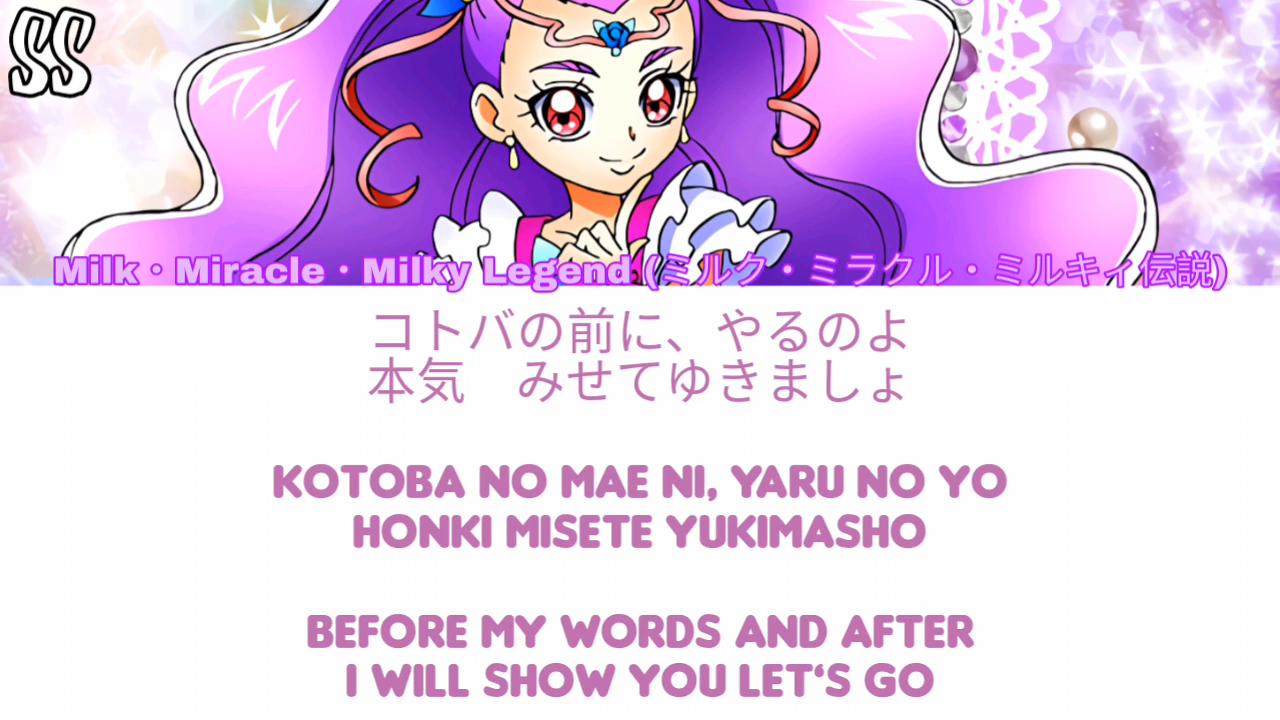 SS
Milk・Miracle・Milky Legend (ミルク・ミラクル・ミルキィ伝説)
コトバの前に、やるのよ
本気　みせてゆきましょ
KOTOBA NO MAE NI, YARU NO YO
HONKI MISETE YUKIMASHO
BEFORE MY WORDS AND AFTER
I WILL SHOW YOU LET'S GO